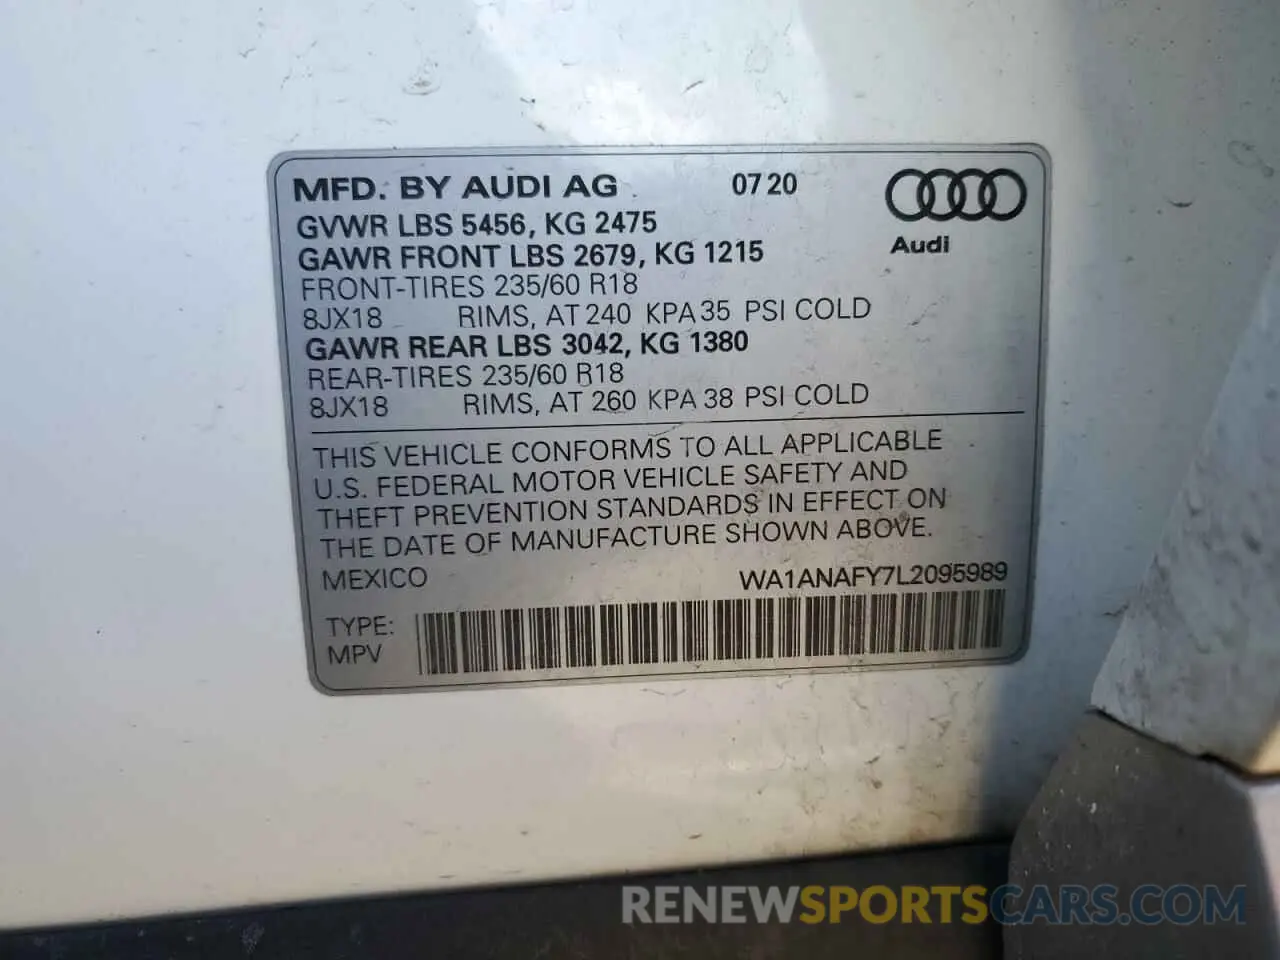 MFD. BY AUDI AG 07 20
GVWR LBS 5456, KG 2475
GAWR FRONT LBS 2679, KG 1215
Audi
FRONT-TIRES 235/60 R18
8JX18 RIMS, AT 240 KPA 35 PSI COLD
GAWR REAR LBS 3042, KG 1380
REAR-TIRES 235/60 R18
8JX18 RIMS, AT 260 KPA 38 PSI COLD
THIS VEHICLE CONFORMS TO ALL APPLICABLE
U.S. FEDERAL MOTOR VEHICLE SAFETY AND
THEFT PREVENTION STANDARDS IN EFFECT ON
THE DATE OF MANUFACTURE SHOWN ABOVE.
MEXICO WA1ANAFY7L2095989
TYPE:
MPV
RENEWSPORTSCARS.COM